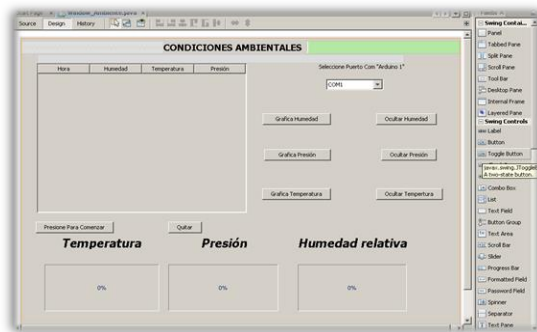 Window_Ambiente.java
Source Design History
CONDICIONES AMBIENTALES
Hora Humedad Temperatura Presión
Seleccione Puerto Com "Arduino 1"
COM1
Grafica Humedad Ocultar Humedad
Grafica Presión Ocultar Presión
Grafica Temperatura Ocultar Tempertura
Presione Para Comenzar Quitar
Temperatura Presión Humedad relativa
0% 0% 0%
Swing Contai...
Panel
Tabbed Pane
Split Pane
Scroll Pane
Tool Bar
Desktop Pane
Internal Frame
Layered Pane
Swing Controls
Label
Button
Toggle Button
javax.swing.JToggleB
A two-state button.
Combo Box
List
Text Field
Button Group
Text Area
Scroll Bar
Slider
Progress Bar
Formatted Field
Password Field
Spinner
Separator
Text Pane